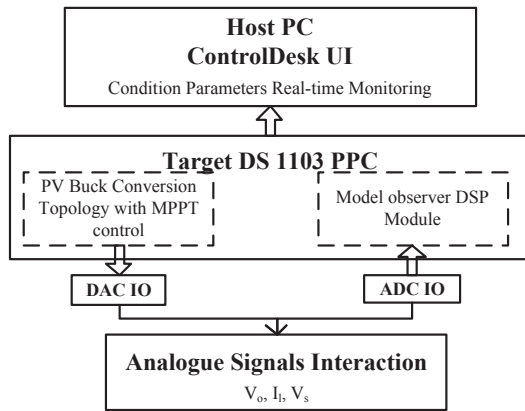 Host PC
ControlDesk UI
Condition Parameters Real-time Monitoring
Target DS 1103 PPC
PV Buck Conversion
Topology with MPPT
control
Model observer DSP
Module
DAC IO
ADC IO
Analogue Signals Interaction
Vₒ, Iₗ, Vₛ